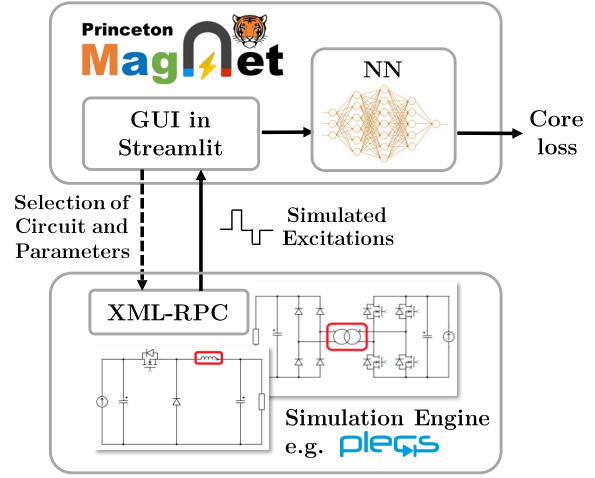 Princeton
MagNet
NN
GUI in
Streamlit
Core
loss
Selection of
Circuit and
Parameters
Simulated
Excitations
XML-RPC
Simulation Engine
e.g. plecs